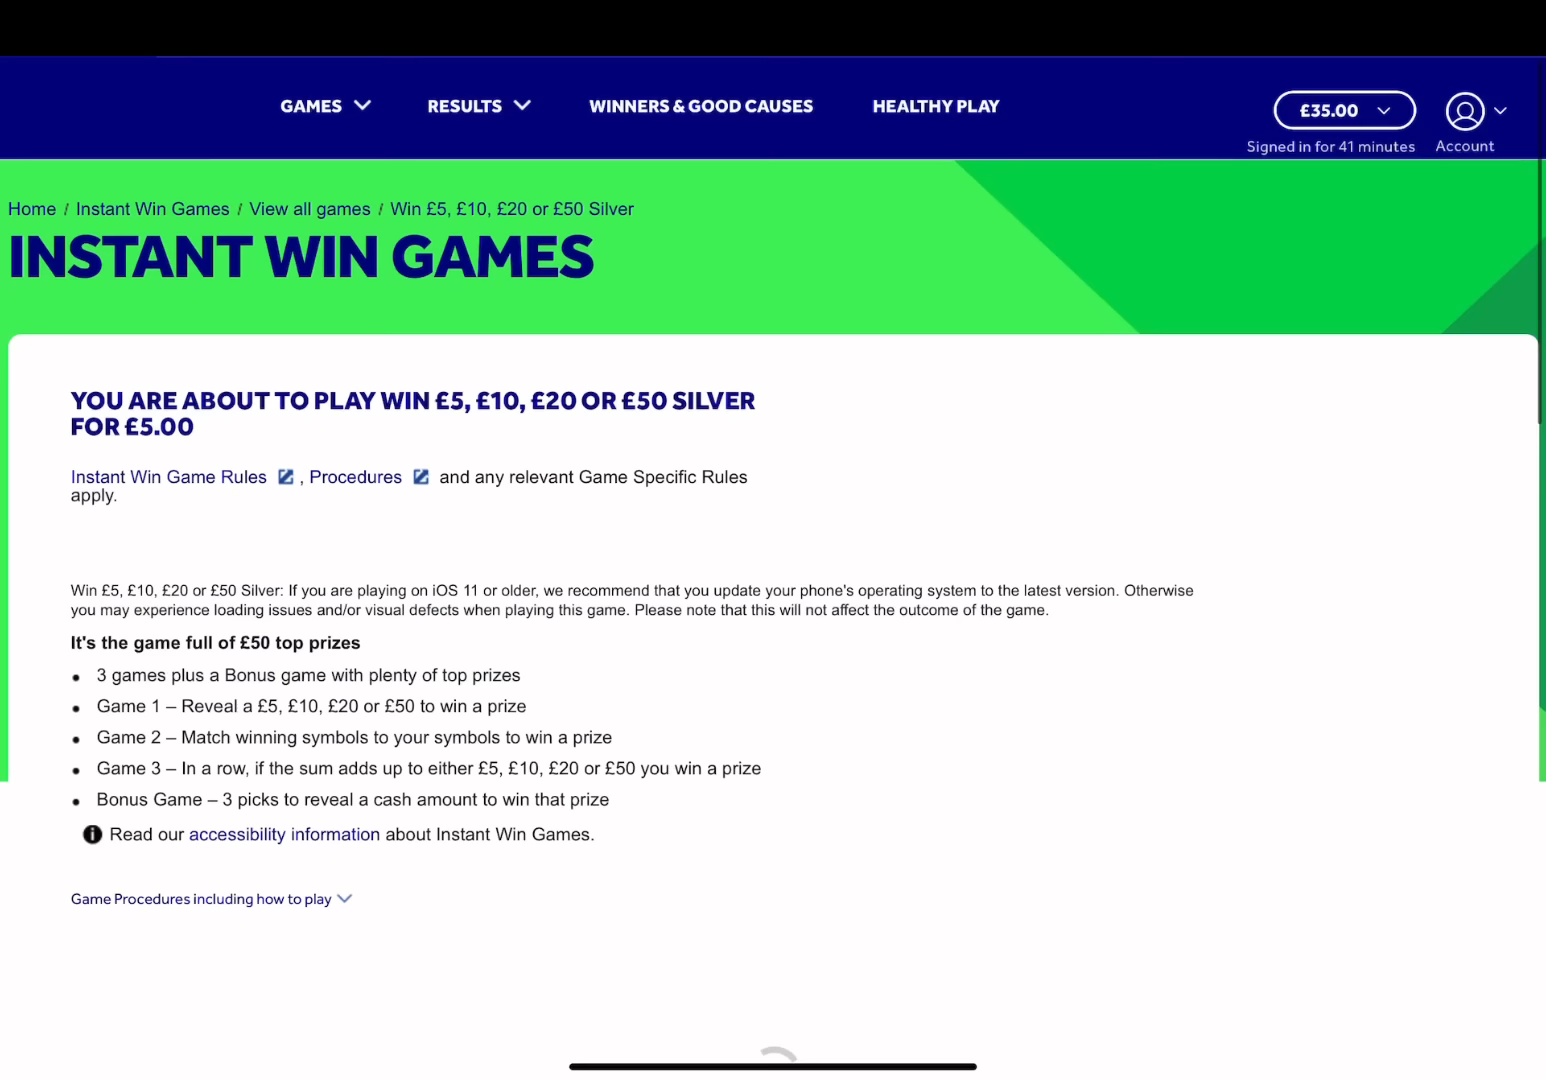 GAMES RESULTS WINNERS & GOOD CAUSES HEALTHY PLAY £35.00
Signed in for 41 minutes Account
Home / Instant Win Games / View all games / Win £5, £10, £20 or £50 Silver
INSTANT WIN GAMES
YOU ARE ABOUT TO PLAY WIN £5, £10, £20 OR £50 SILVER
FOR £5.00
Instant Win Game Rules , Procedures and any relevant Game Specific Rules
apply.
Win £5, £10, £20 or £50 Silver: If you are playing on iOS 11 or older, we recommend that you update your phone's operating system to the latest version. Otherwise
you may experience loading issues and/or visual defects when playing this game. Please note that this will not affect the outcome of the game.
It's the game full of £50 top prizes
• 3 games plus a Bonus game with plenty of top prizes
• Game 1 – Reveal a £5, £10, £20 or £50 to win a prize
• Game 2 – Match winning symbols to your symbols to win a prize
• Game 3 – In a row, if the sum adds up to either £5, £10, £20 or £50 you win a prize
• Bonus Game – 3 picks to reveal a cash amount to win that prize
Read our accessibility information about Instant Win Games.
Game Procedures including how to play